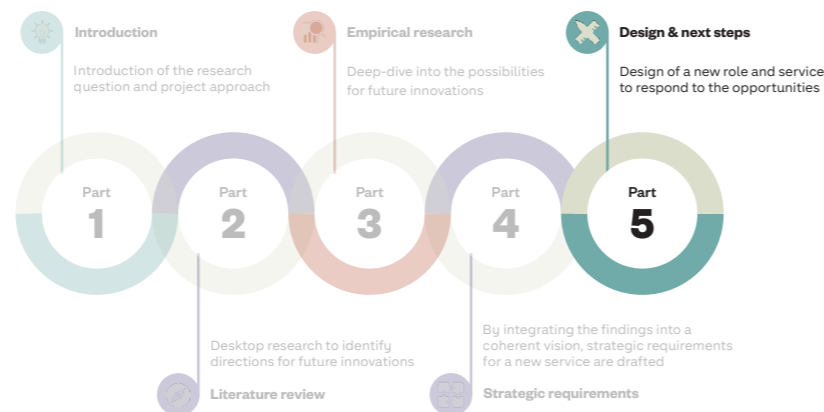 Introduction
Introduction of the research
question and project approach
Empirical research
Deep-dive into the possibilities
for future innovations
Design & next steps
Design of a new role and service
to respond to the opportunities
Part
1
Part
2
Part
3
Part
4
Part
5
Desktop research to identify
directions for future innovations
Literature review
By integrating the findings into a
coherent vision, strategic requirements
for a new service are drafted
Strategic requirements